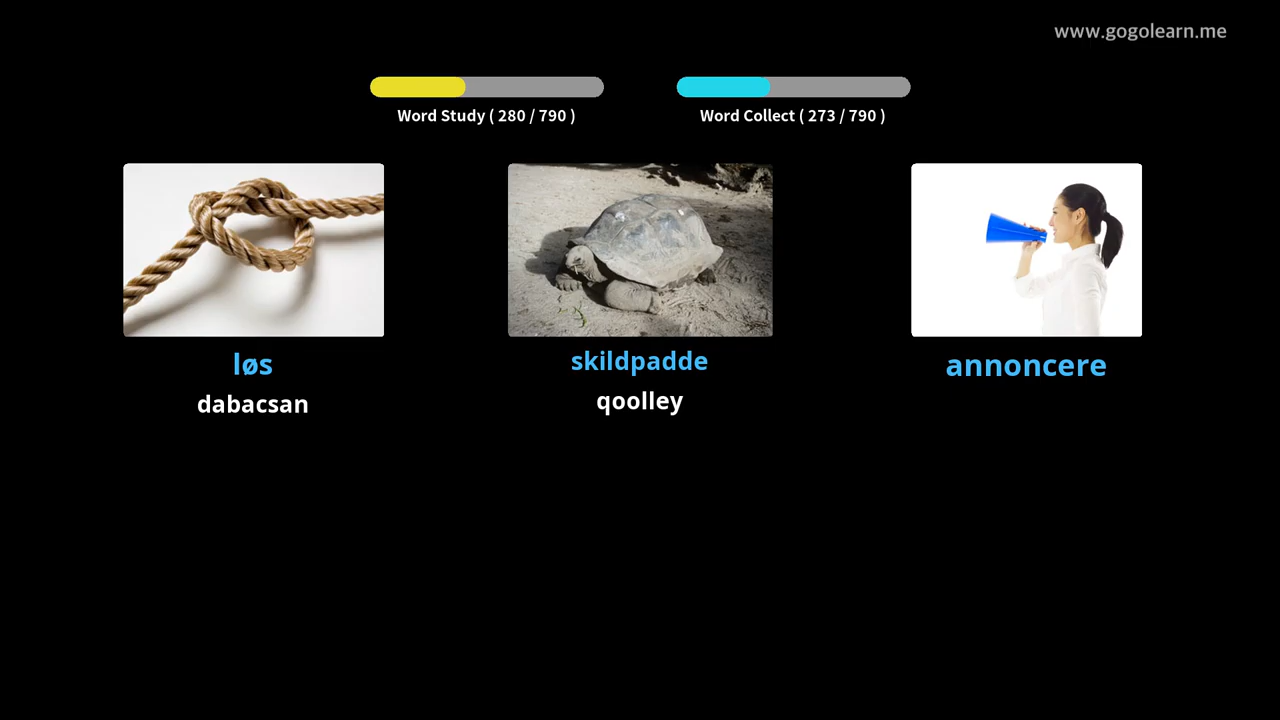 www.gogolearn.me
Word Study ( 280 / 790 )
Word Collect ( 273 / 790 )
løs
skildpadde
annoncere
dabacsan
qoolley